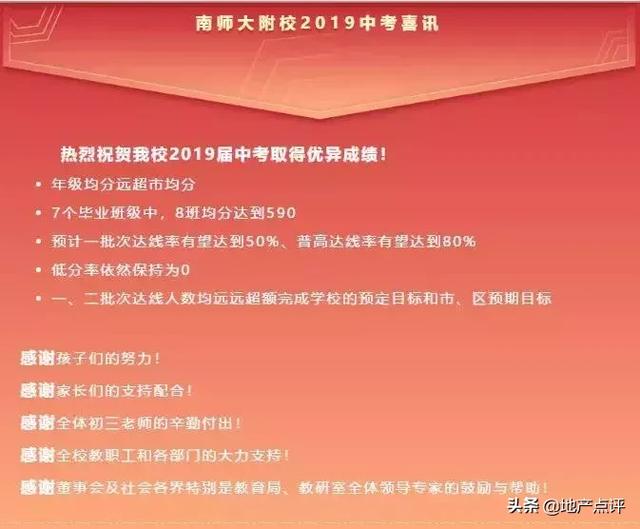 南师大附校2019中考喜讯
热烈祝贺我校2019届中考取得优异成绩！
• 年级均分远超市均分
• 7个毕业班级中，8班均分达到590
• 预计一批次达线率有望达到50%、普高达线率有望达到80%
• 低分率依然保持为0
• 一、二批次达线人数均远远超额完成学校的预定目标和市、区预期目标
感谢孩子们的努力！
感谢家长们的支持配合！
感谢全体初三老师的辛勤付出！
感谢全校教职工和各部门的大力支持！
感谢董事会及社会各界特别是教育局、教研室全体领导专家的鼓励与帮助！
头条 @地产点评